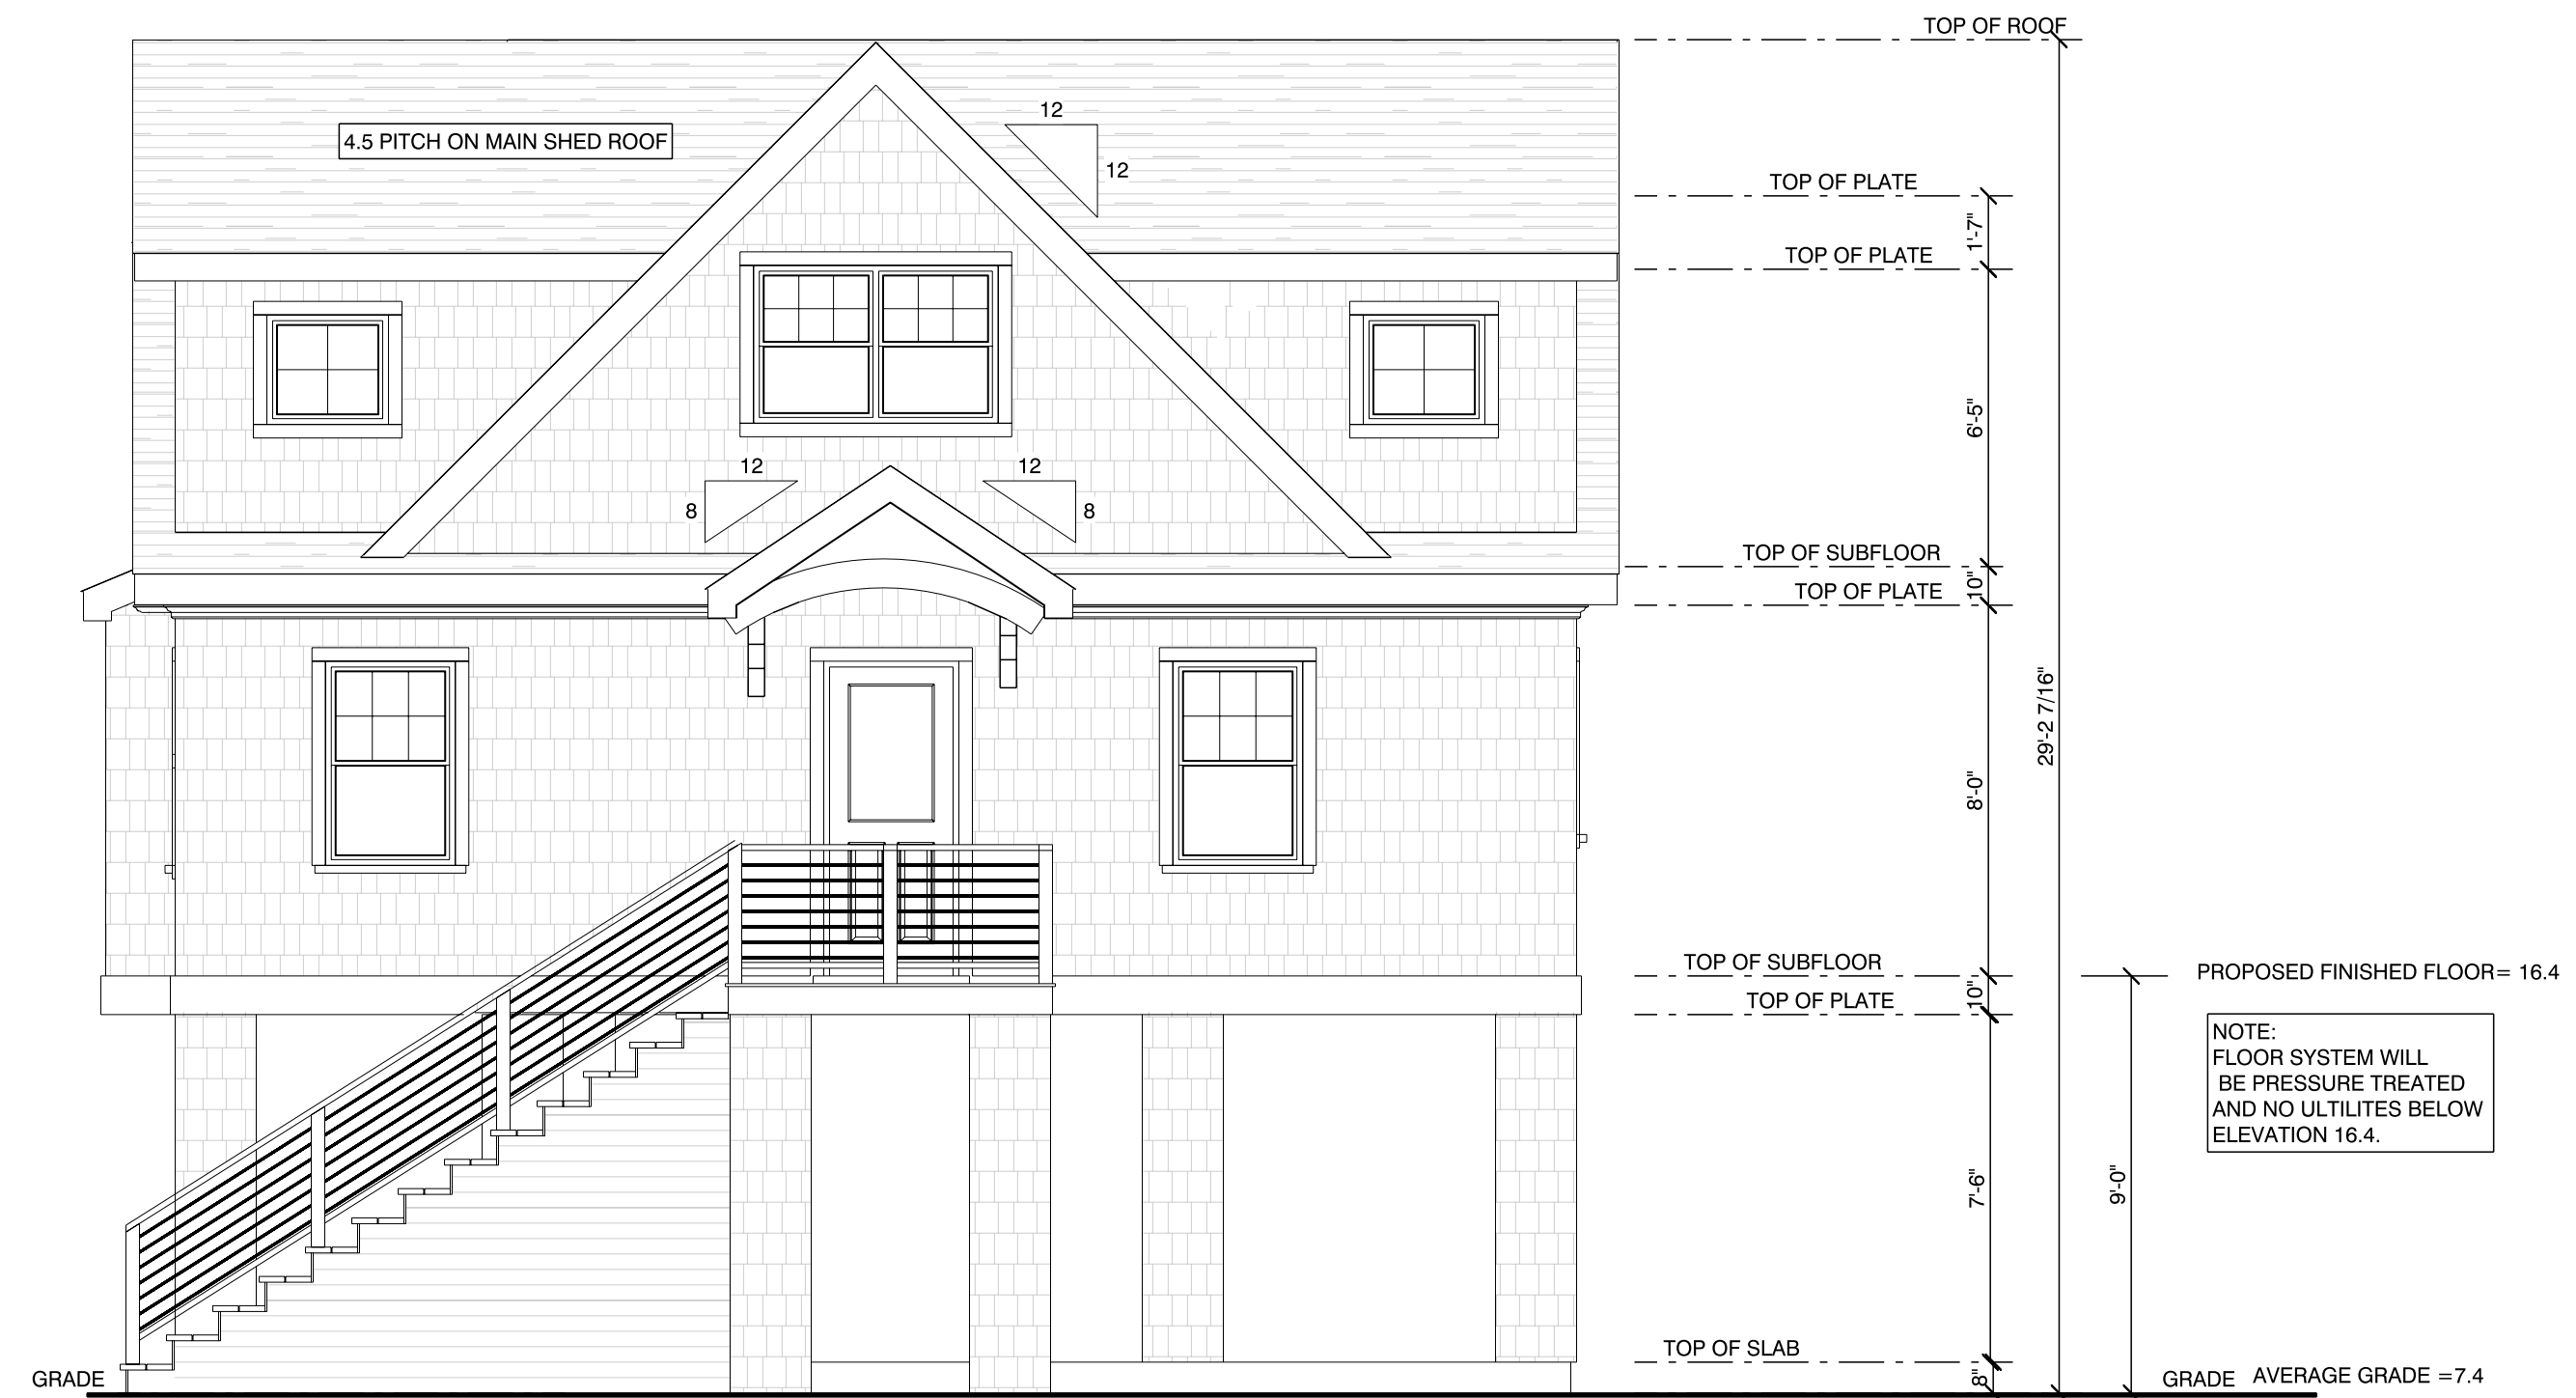 TOP OF ROOF
12
4.5 PITCH ON MAIN SHED ROOF
12
TOP OF PLATE
1'-7"
TOP OF PLATE
6'-5"
12
12
8
8
TOP OF SUBFLOOR
10"
TOP OF PLATE
29'-2 7/16"
8'-0"
TOP OF SUBFLOOR
PROPOSED FINISHED FLOOR= 16.4
10"
TOP OF PLATE
NOTE:
FLOOR SYSTEM WILL
BE PRESSURE TREATED
AND NO ULTILITES BELOW
ELEVATION 16.4.
7'-6"
9'-0"
TOP OF SLAB
8"
GRADE
GRADE
AVERAGE GRADE =7.4